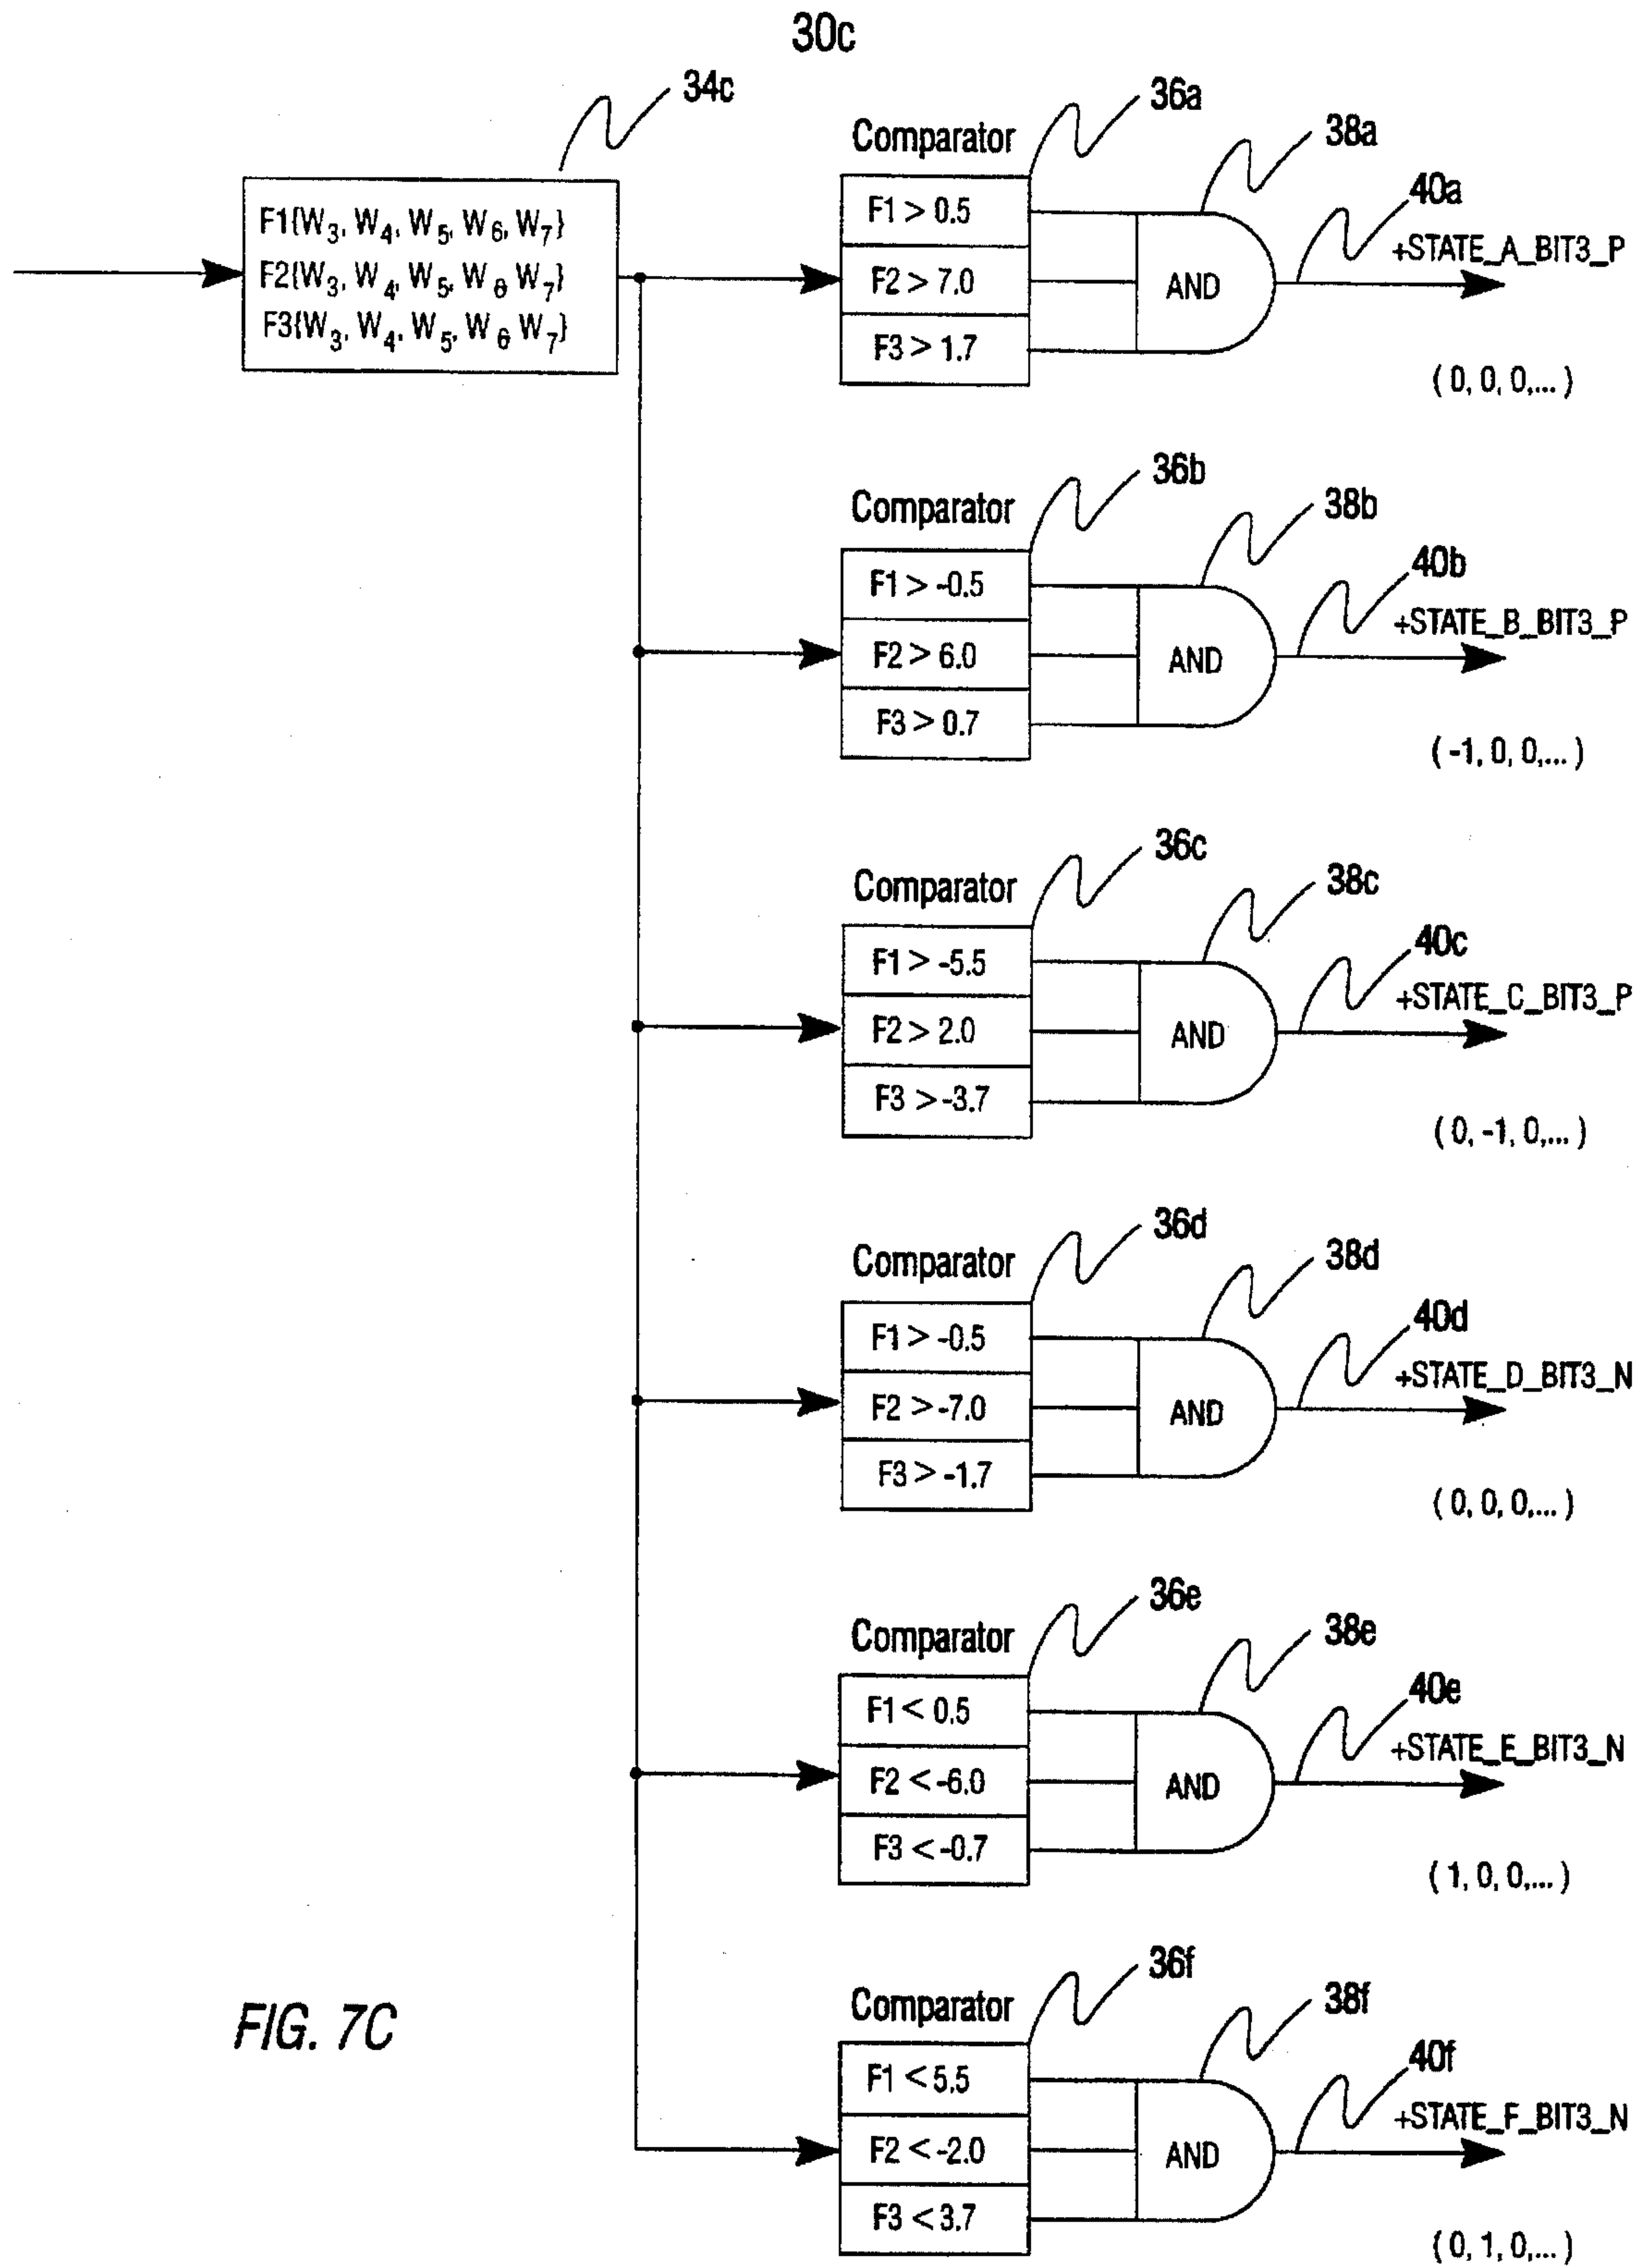 30c
34c
F1{W3, W4, W5, W6, W7}
F2{W3, W4, W5, W6 W7}
F3{W3, W4, W5, W6 W7}
Comparator
36a
F1 > 0.5
F2 > 7.0
F3 > 1.7
38a
AND
40a
+STATE_A_BIT3_P
( 0, 0, 0,... )
Comparator
36b
F1 > -0.5
F2 > 6.0
F3 > 0.7
38b
AND
40b
+STATE_B_BIT3_P
( -1, 0, 0,... )
Comparator
36c
F1 > -5.5
F2 > 2.0
F3 > -3.7
38c
AND
40c
+STATE_C_BIT3_P
( 0, -1, 0,... )
Comparator
36d
F1 > -0.5
F2 > -7.0
F3 > -1.7
38d
AND
40d
+STATE_D_BIT3_N
( 0, 0, 0,... )
Comparator
36e
F1 < 0.5
F2 < -6.0
F3 < -0.7
38e
AND
40e
+STATE_E_BIT3_N
( 1, 0, 0,... )
Comparator
36f
F1 < 5.5
F2 < -2.0
F3 < 3.7
38f
AND
40f
+STATE_F_BIT3_N
( 0, 1, 0,... )
FIG. 7C